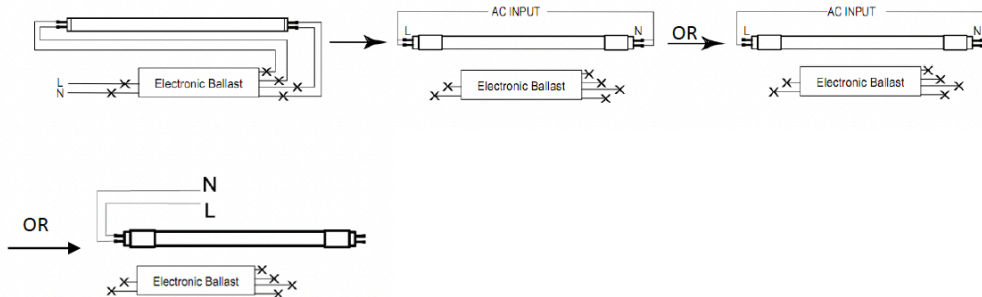 AC INPUT
L N
OR
AC INPUT
L N
L
N
Electronic Ballast
Electronic Ballast
Electronic Ballast
OR
N
L
Electronic Ballast